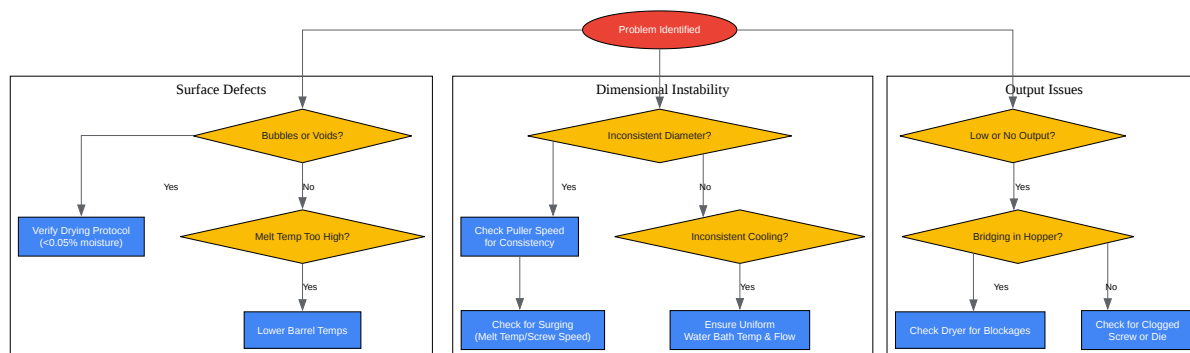 Problem Identified
Surface Defects
Dimensional Instability
Output Issues
Bubbles or Voids?
Inconsistent Diameter?
Low or No Output?
Yes
No
Yes
No
Yes
Verify Drying Protocol
(<0.05% moisture)
Melt Temp Too High?
Check Puller Speed
for Consistency
Inconsistent Cooling?
Bridging in Hopper?
Yes
Yes
Yes
No
Lower Barrel Temps
Check for Surging
(Melt Temp/Screw Speed)
Ensure Uniform
Water Bath Temp & Flow
Check Dryer for Blockages
Check for Clogged
Screw or Die